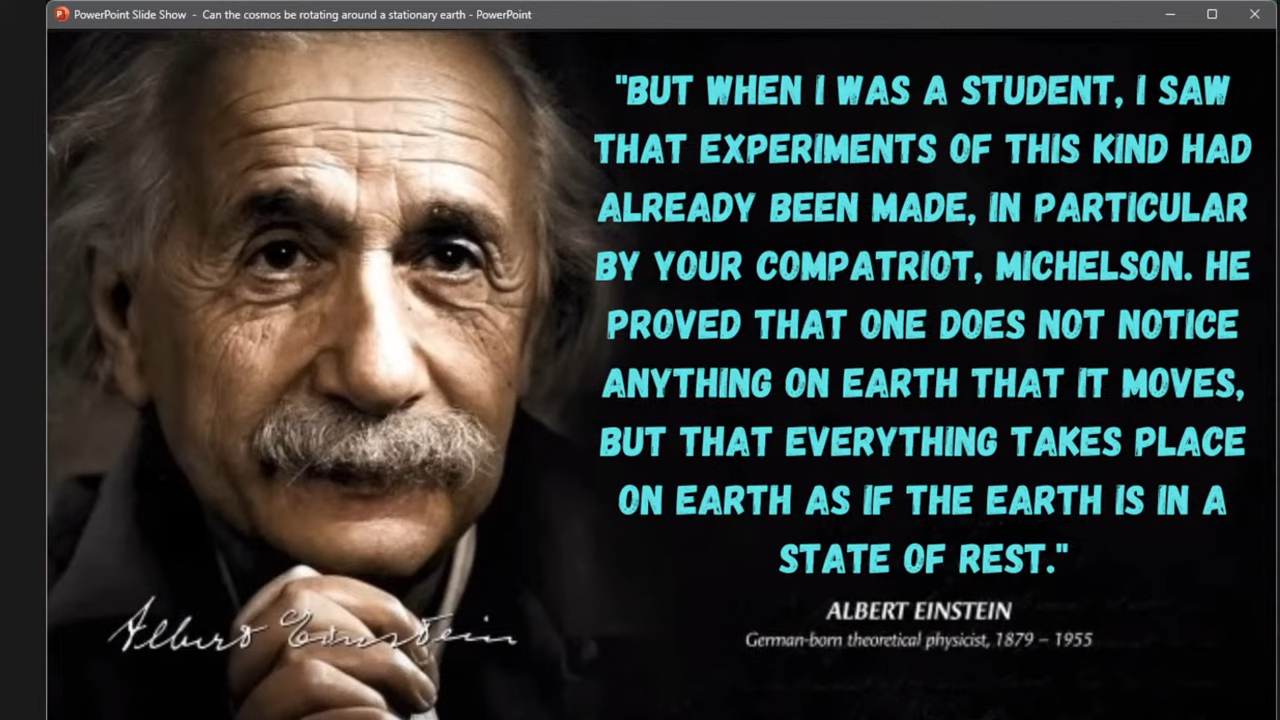 PowerPoint Slide Show - Can the cosmos be rotating around a stationary earth - PowerPoint
"BUT WHEN I WAS A STUDENT, I SAW
THAT EXPERIMENTS OF THIS KIND HAD
ALREADY BEEN MADE, IN PARTICULAR
BY YOUR COMPATRIOT, MICHELSON. HE
PROVED THAT ONE DOES NOT NOTICE
ANYTHING ON EARTH THAT IT MOVES,
BUT THAT EVERYTHING TAKES PLACE
ON EARTH AS IF THE EARTH IS IN A
STATE OF REST."
ALBERT EINSTEIN
German-born theoretical physicist, 1879 – 1955
Albert Einstein